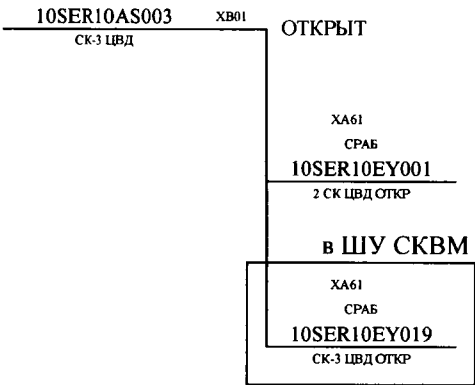 10SER10AS003 XB01
СК-3 ЦВД
ОТКРЫТ
XA61
СРАБ
10SER10EY001
2 СК ЦВД ОТКР
в ШУ СКВМ
XA61
СРАБ
10SER10EY019
СК-3 ЦВД ОТКР